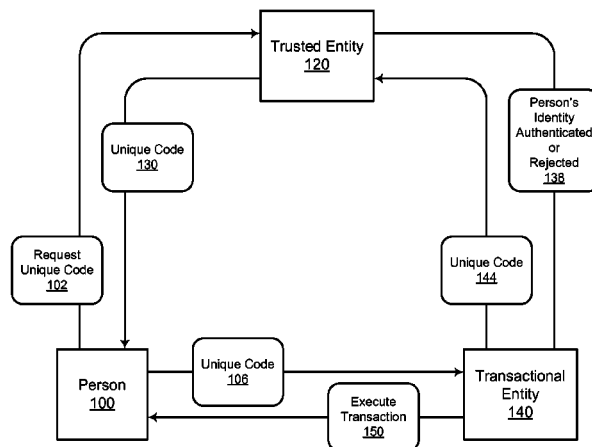 Trusted Entity
120
Person's
Identity
Authenticated
or
Rejected
138
Unique Code
130
Request
Unique Code
102
Unique Code
144
Person
100
Unique Code
106
Transactional
Entity
140
Execute
Transaction
150